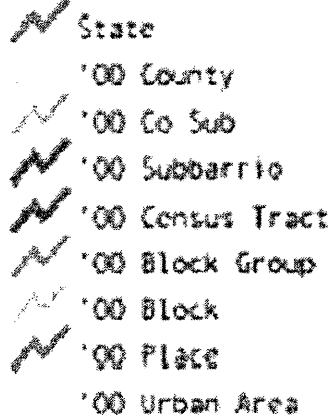 State
'00 County
'00 Co Sub
'00 Subbarrio
'00 Census Tract
'00 Block Group
'00 Block
'00 Place
'00 Urban Area